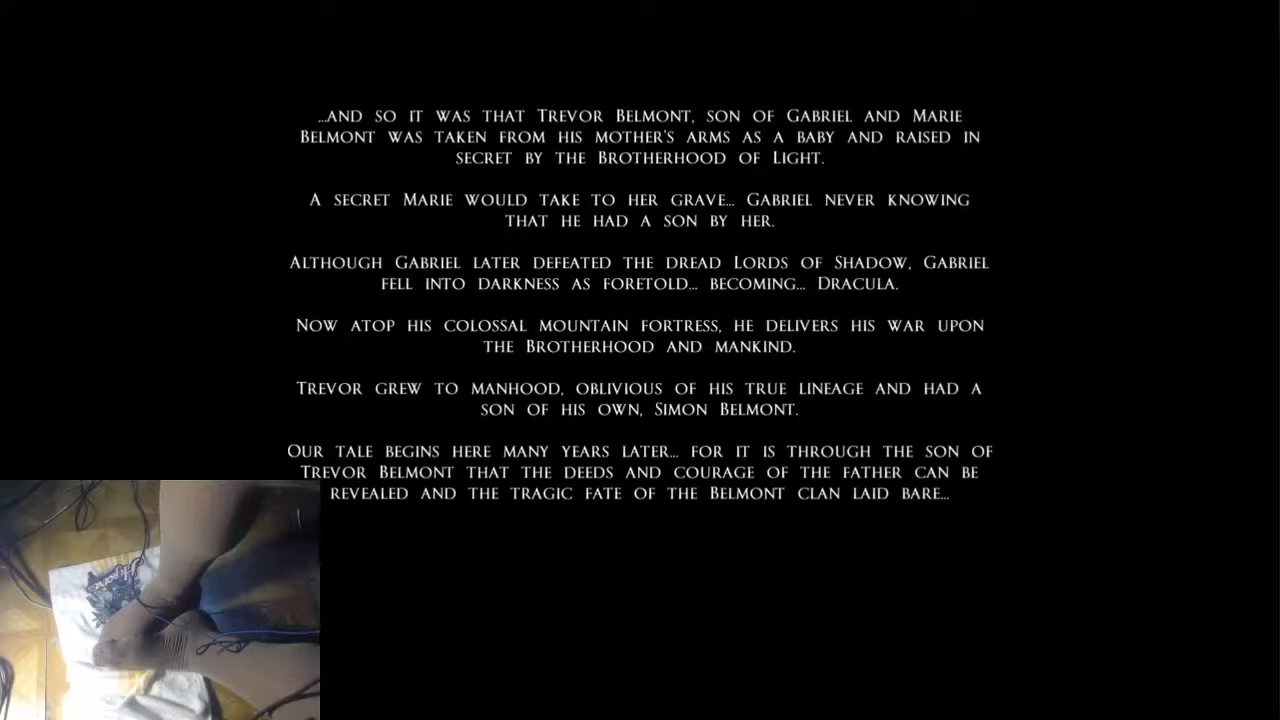 ...and so it was that Trevor Belmont, son of Gabriel and Marie
Belmont was taken from his mother's arms as a baby and raised in
secret by the Brotherhood of Light.
A secret Marie would take to her grave... Gabriel never knowing
that he had a son by her.
Although Gabriel later defeated the dread Lords of Shadow, Gabriel
fell into darkness as foretold... becoming... Dracula.
Now atop his colossal mountain fortress, he delivers his war upon
the Brotherhood and mankind.
Trevor grew to manhood, oblivious of his true lineage and had a
son of his own, Simon Belmont.
Our tale begins here many years later... for it is through the son of
Trevor Belmont that the deeds and courage of the father can be
revealed and the tragic fate of the Belmont clan laid bare...